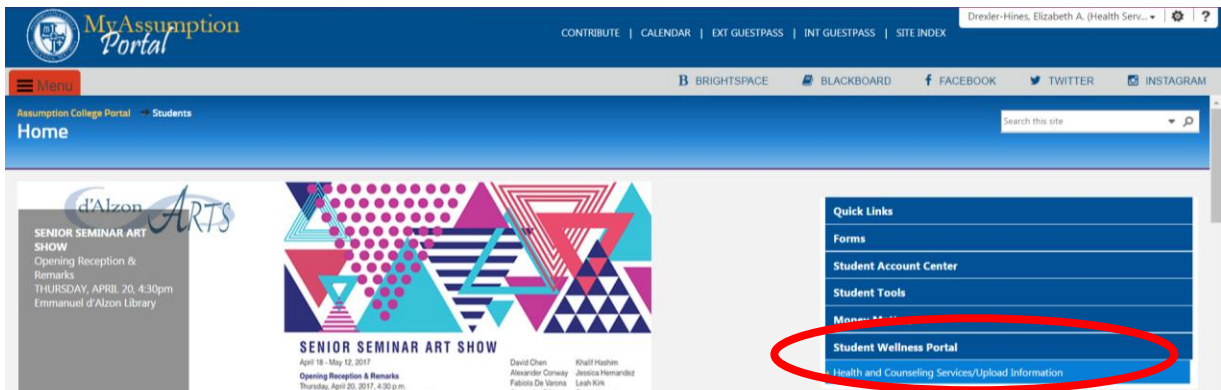 MyAssumption
Portal
CONTRIBUTE | CALENDAR | EXT GUESTPASS | INT GUESTPASS | SITE INDEX
Drexler-Hines, Elizabeth A. (Health Serv...
?
Menu
B BRIGHTSPACE
BLACKBOARD
FACEBOOK
TWITTER
INSTAGRAM
Assumption College Portal
Students
Home
Search this site
d'Alzon ARTS
SENIOR SEMINAR ART
SHOW
Opening Reception &
Remarks
THURSDAY, APRIL 20, 4:30pm
Emmanuel d'Alzon Library
SENIOR SEMINAR ART SHOW
April 18 - May 12, 2017
Opening Reception & Remarks
Thursday, April 20, 2017, 4:30 p.m.
David Chen
Alexander Conway
Fabiola De Varona
Khalif Hashim
Jessica Hernandez
Leah Kirk
Quick Links
Forms
Student Account Center
Student Tools
Money
Student Wellness Portal
Health and Counseling Services/Upload Information